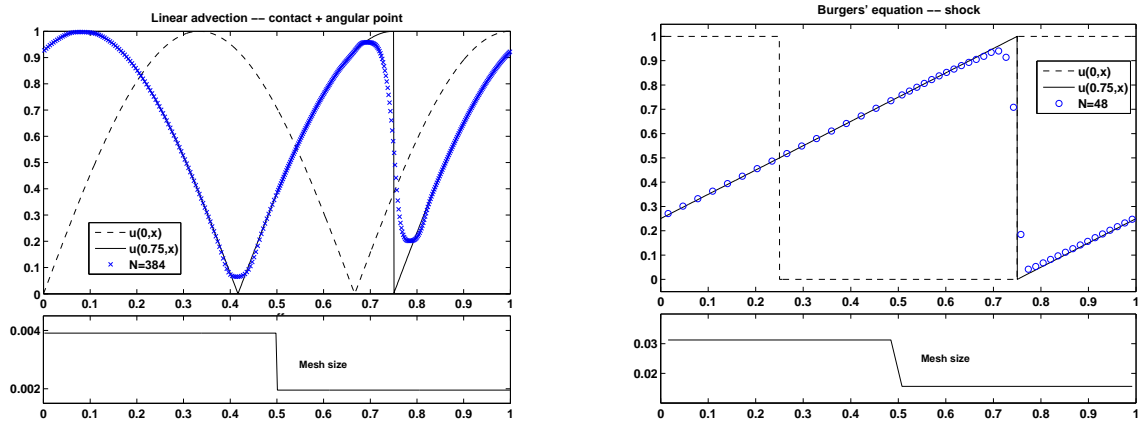 Linear advection −− contact + angular point
1
0.9
0.8
0.7
0.6
0.5
0.4
0.3
0.2
0.1
0
u(0,x)
u(0.75,x)
N=384
0 0.1 0.2 0.3 0.4 0.5 0.6 0.7 0.8 0.9 1
0.004
0.002
Mesh size
0 0.1 0.2 0.3 0.4 0.5 0.6 0.7 0.8 0.9 1
Burgers' equation −− shock
1
0.9
0.8
0.7
0.6
0.5
0.4
0.3
0.2
0.1
0
u(0,x)
u(0.75,x)
N=48
0 0.1 0.2 0.3 0.4 0.5 0.6 0.7 0.8 0.9 1
0.03
0.02
Mesh size
0 0.1 0.2 0.3 0.4 0.5 0.6 0.7 0.8 0.9 1